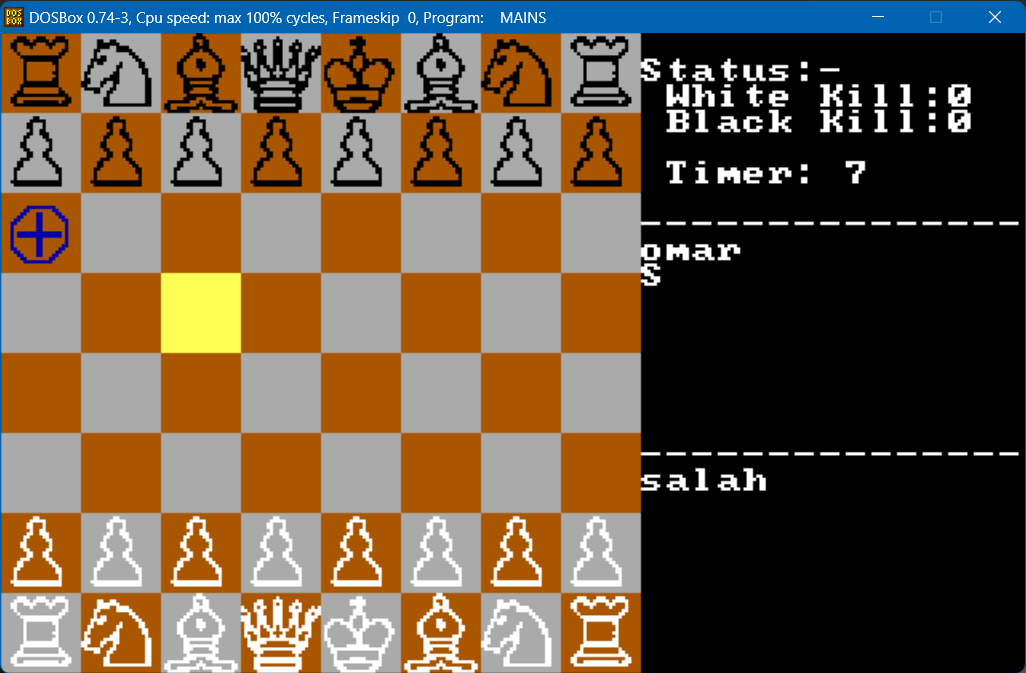 DOSBox 0.74-3, Cpu speed: max 100% cycles, Frameskip 0, Program: MAINS
Status:-
White Kill:0
Black Kill:0
Timer: 7
---------------
omar
S
---------------
salah